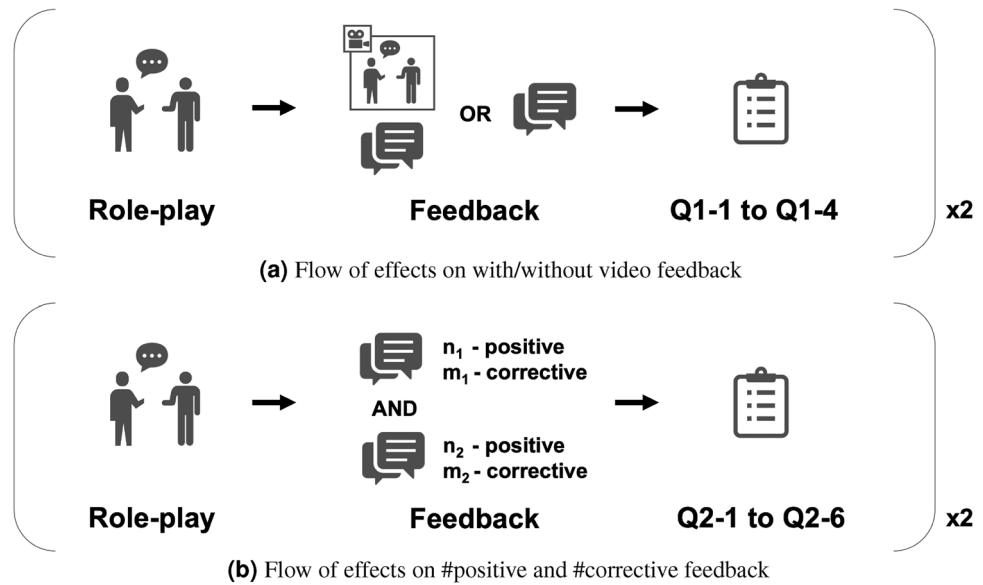 OR
Role-play
Feedback
Q1-1 to Q1-4
x2
(a) Flow of effects on with/without video feedback
n₁ - positive
m₁ - corrective
AND
n₂ - positive
m₂ - corrective
Role-play
Feedback
Q2-1 to Q2-6
x2
(b) Flow of effects on #positive and #corrective feedback